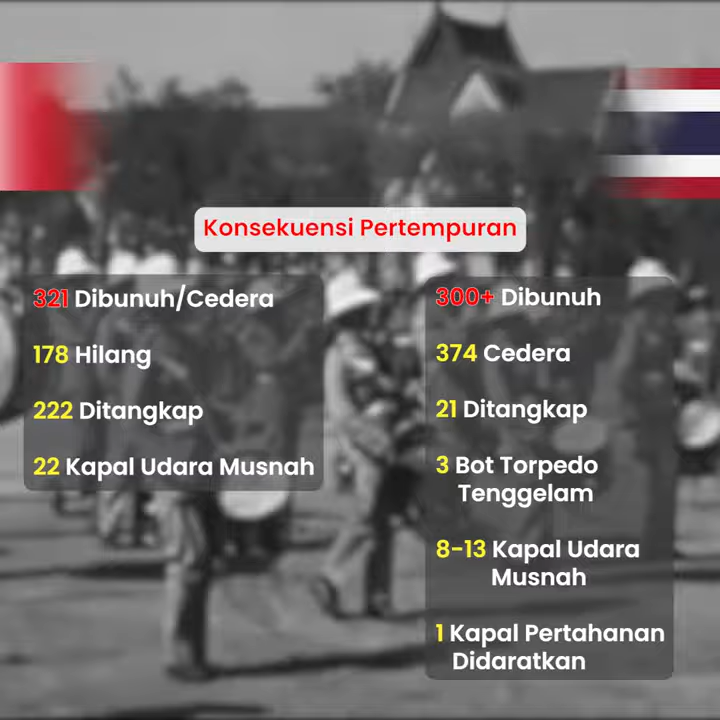 Konsekuensi Pertempuran
321 Dibunuh/Cedera
178 Hilang
222 Ditangkap
22 Kapal Udara Musnah
300+ Dibunuh
374 Cedera
21 Ditangkap
3 Bot Torpedo
Tenggelam
8-13 Kapal Udara
Musnah
1 Kapal Pertahanan
Didaratkan